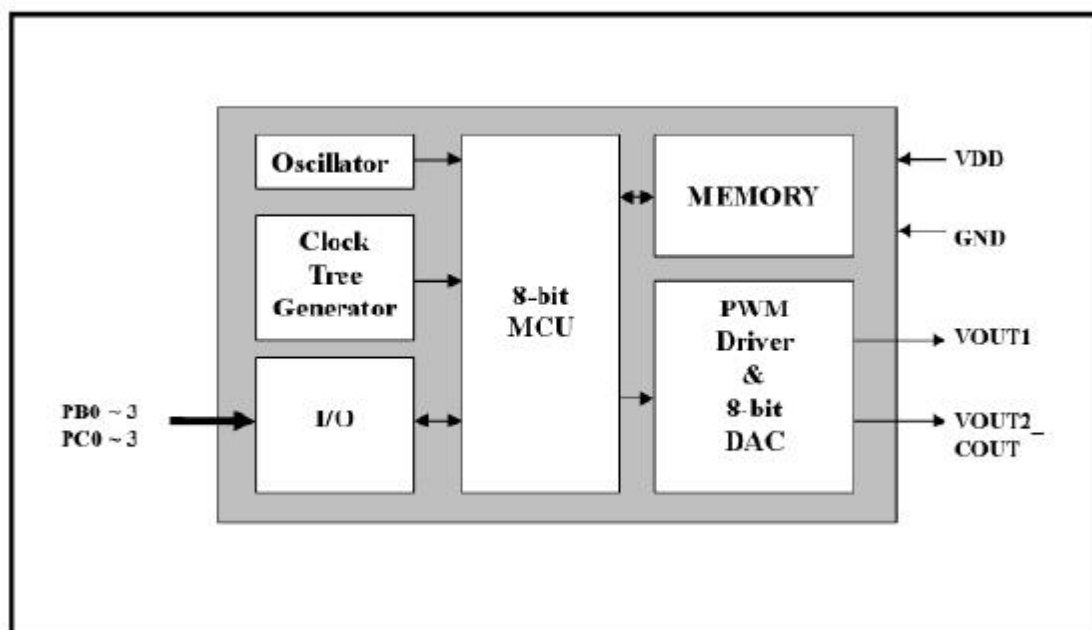 Oscillator
Clock
Tree
Generator
I/O
PB0 ~ 3
PC0 ~ 3
8-bit
MCU
MEMORY
PWM
Driver
&
8-bit
DAC
VDD
GND
VOUT1
VOUT2_
COUT